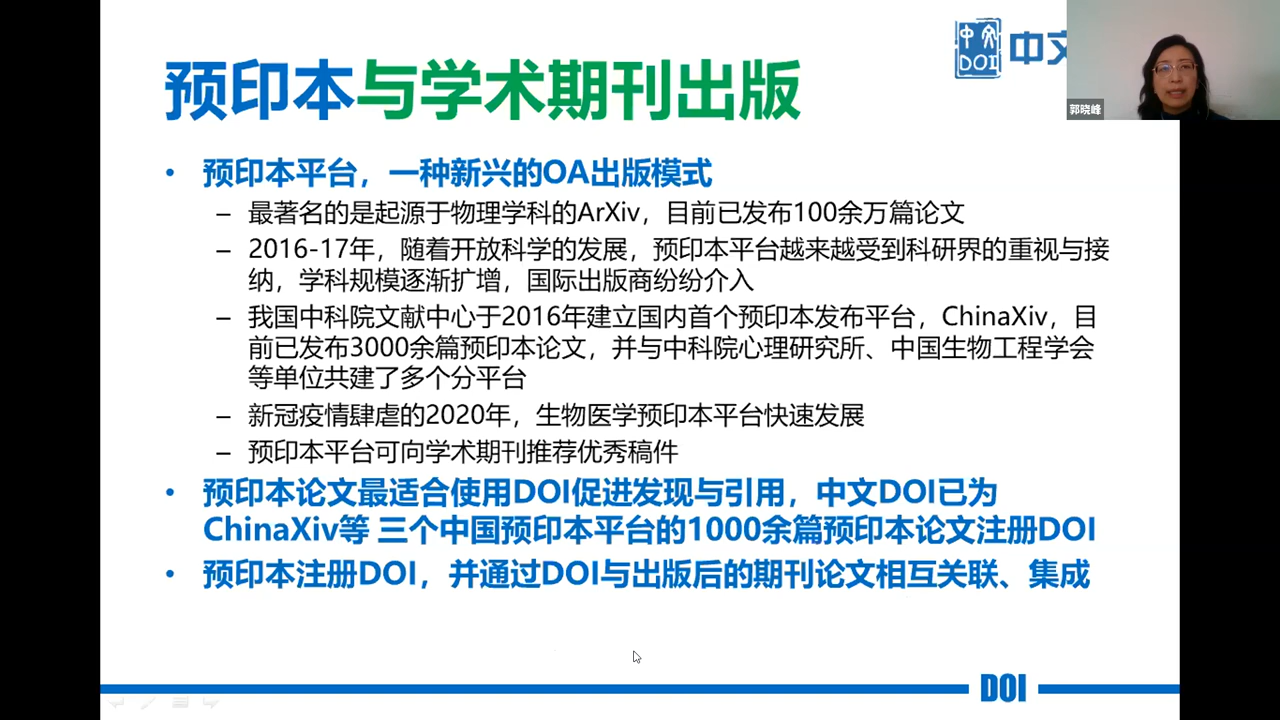 中文
DOI
中文
郭晓峰
预印本与学术期刊出版
• 预印本平台，一种新兴的OA出版模式
– 最著名的是起源于物理学科的ArXiv，目前已发布100余万篇论文
– 2016-17年，随着开放科学的发展，预印本平台越来越受到科研界的重视与接
纳，学科规模逐渐扩增，国际出版商纷纷介入
– 我国中科院文献中心于2016年建立国内首个预印本发布平台，ChinaXiv，目
前已发布3000余篇预印本论文，并与中科院心理研究所、中国生物工程学会
等单位共建了多个分平台
– 新冠疫情肆虐的2020年，生物医学预印本平台快速发展
– 预印本平台可向学术期刊推荐优秀稿件
• 预印本论文最适合使用DOI促进发现与引用，中文DOI已为
ChinaXiv等 三个中国预印本平台的1000余篇预印本论文注册DOI
• 预印本注册DOI，并通过DOI与出版后的期刊论文相互关联、集成
DOI